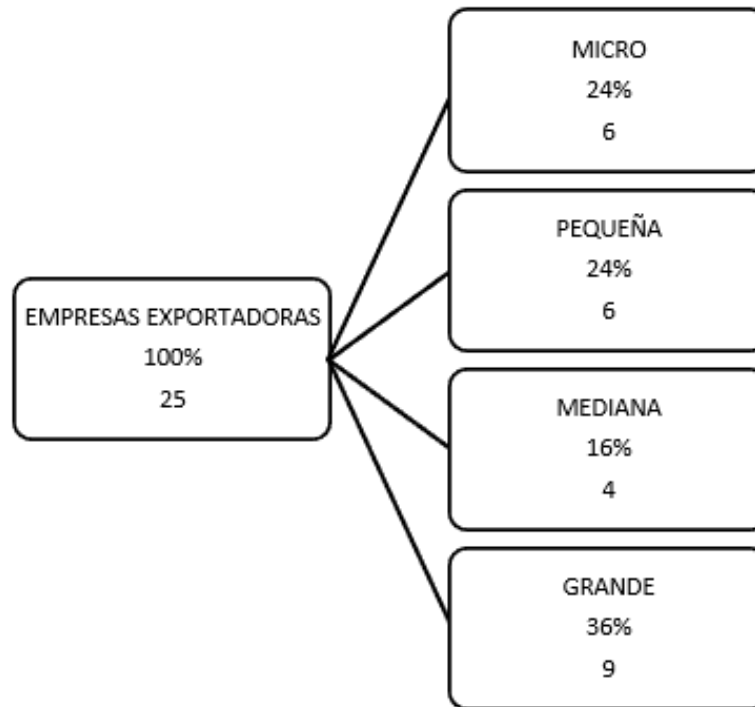 EMPRESAS EXPORTADORAS
100%
25
MICRO
24%
6
PEQUEÑA
24%
6
MEDIANA
16%
4
GRANDE
36%
9